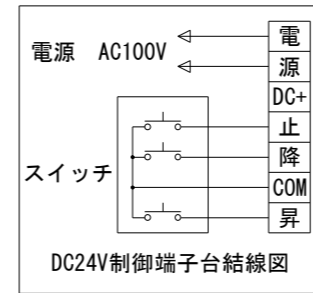 電源 AC100V
電
源
DC+
止
降
COM
昇
スイッチ
DC24V制御端子台結線図